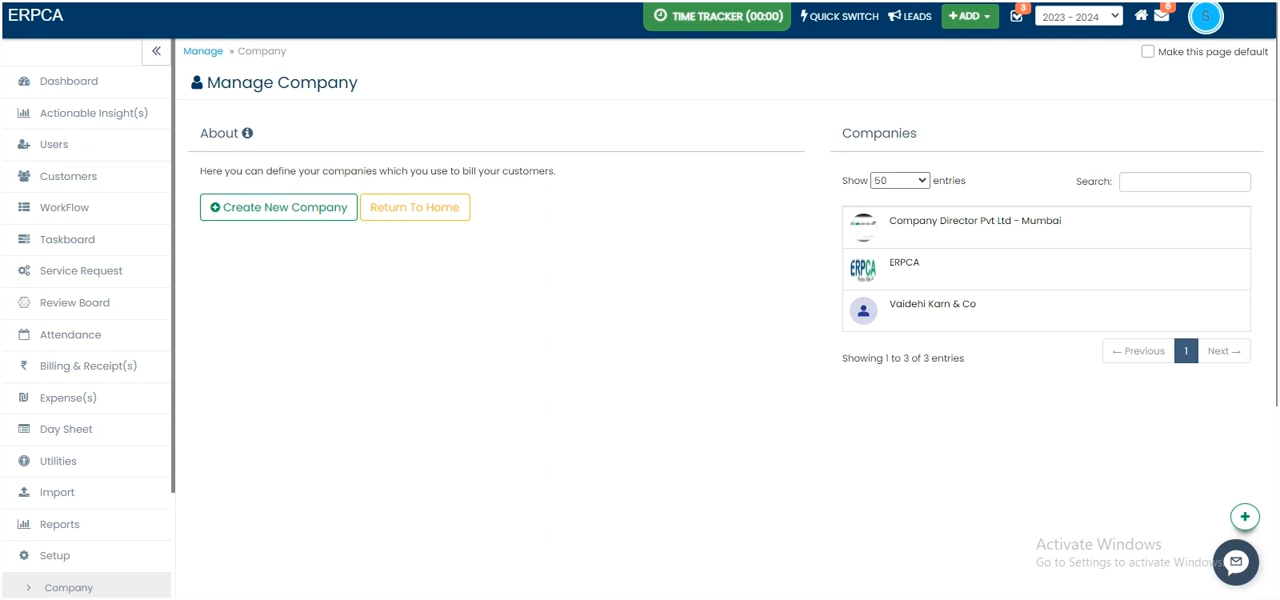 ERPCA
TIME TRACKER (00:00)
QUICK SWITCH
LEADS
+ADD
3
2023 - 2024
8
S
«
Manage » Company
Make this page default
Manage Company
Dashboard
Actionable Insight(s)
Users
Customers
WorkFlow
Taskboard
Service Request
Review Board
Attendance
₹ Billing & Receipt(s)
₪ Expense(s)
Day Sheet
Utilities
Import
Reports
Setup
> Company
About
Here you can define your companies which you use to bill your customers.
Create New Company
Return To Home
Companies
Show 50 entries
Search:
Company Director Pvt Ltd - Mumbai
ERPCA
ERPCA
Vaidehi Karn & Co
Showing 1 to 3 of 3 entries
← Previous 1 Next →
+
Activate Windows
Go to Settings to activate Windows